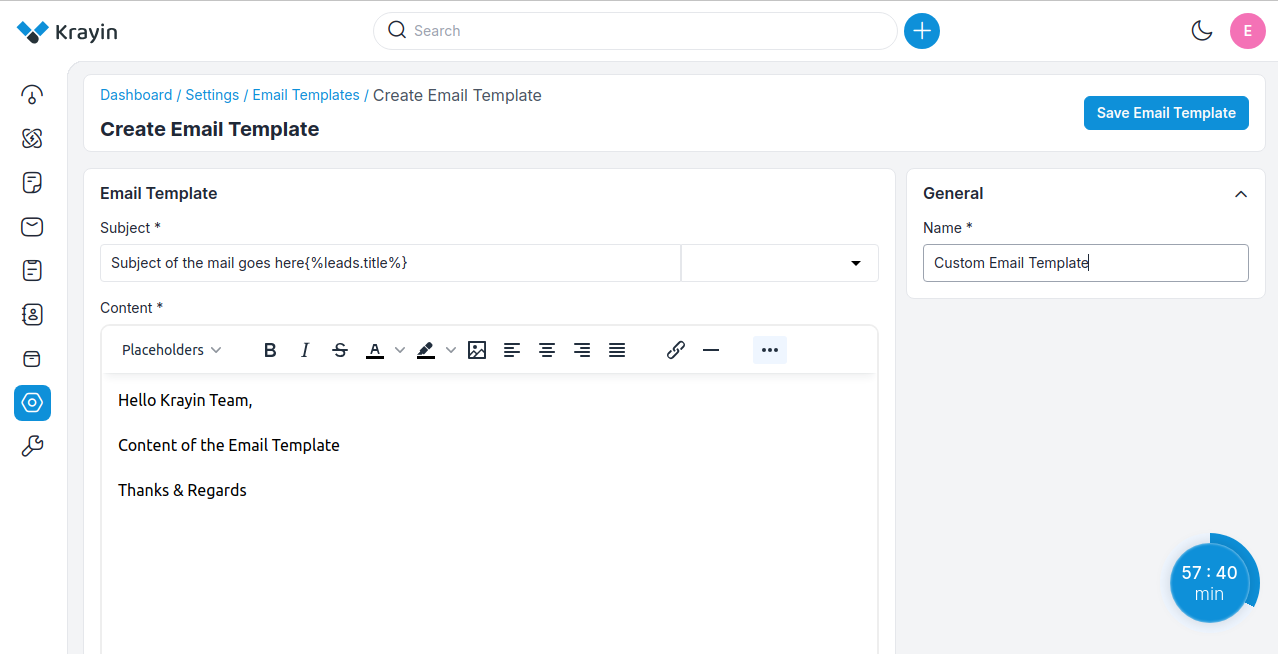 Krayin
Search
E
Dashboard / Settings / Email Templates / Create Email Template
Create Email Template
Save Email Template
Email Template
Subject *
Subject of the mail goes here{%leads.title%}
Content *
Placeholders
B I S A
Hello Krayin Team,
Content of the Email Template
Thanks & Regards
General
Name *
Custom Email Template
57 : 40
min